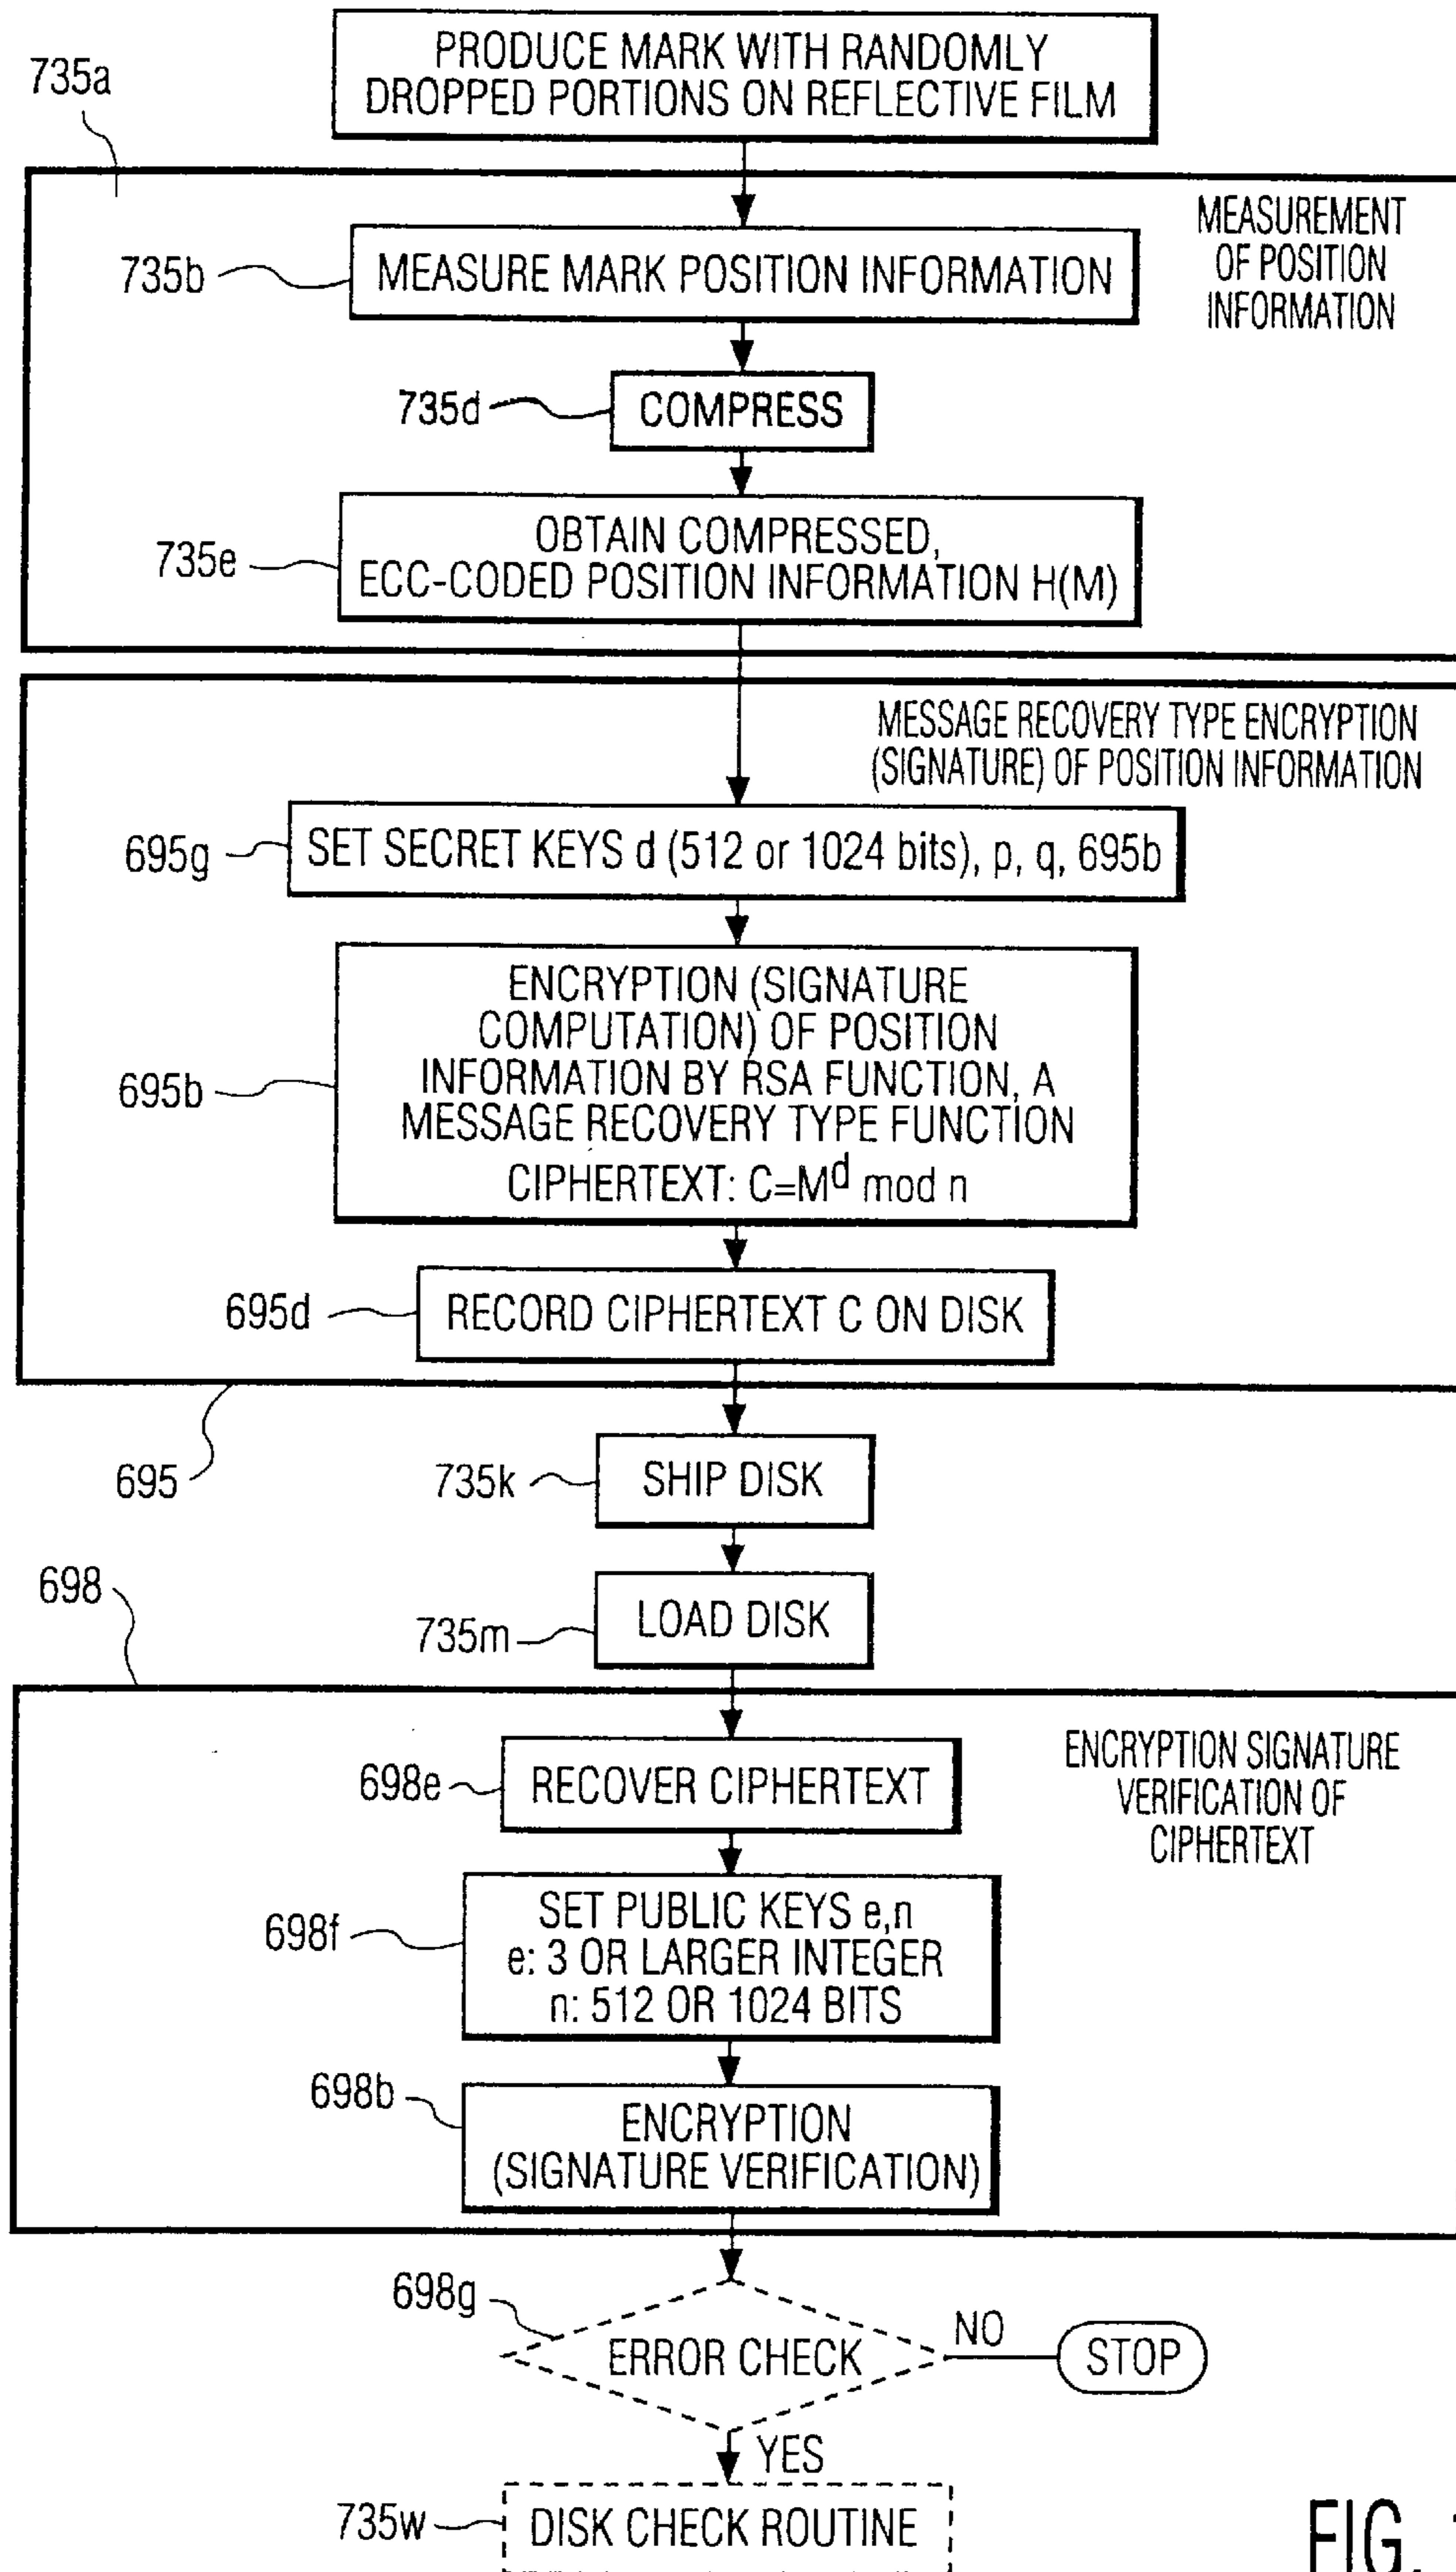 PRODUCE MARK WITH RANDOMLY
DROPPED PORTIONS ON REFLECTIVE FILM
735a
MEASUREMENT
OF POSITION
INFORMATION
735b
MEASURE MARK POSITION INFORMATION
735d
COMPRESS
735e
OBTAIN COMPRESSED,
ECC-CODED POSITION INFORMATION H(M)
MESSAGE RECOVERY TYPE ENCRYPTION
(SIGNATURE) OF POSITION INFORMATION
695g
SET SECRET KEYS d (512 or 1024 bits), p, q, 695b
695b
ENCRYPTION (SIGNATURE
COMPUTATION) OF POSITION
INFORMATION BY RSA FUNCTION, A
MESSAGE RECOVERY TYPE FUNCTION
CIPHERTEXT: C=M^d mod n
695d
RECORD CIPHERTEXT C ON DISK
695
735k
SHIP DISK
698
735m
LOAD DISK
ENCRYPTION SIGNATURE
VERIFICATION OF
CIPHERTEXT
698e
RECOVER CIPHERTEXT
698f
SET PUBLIC KEYS e,n
e: 3 OR LARGER INTEGER
n: 512 OR 1024 BITS
698b
ENCRYPTION
(SIGNATURE VERIFICATION)
698g
ERROR CHECK
NO
STOP
YES
735w
DISK CHECK ROUTINE
FIG.